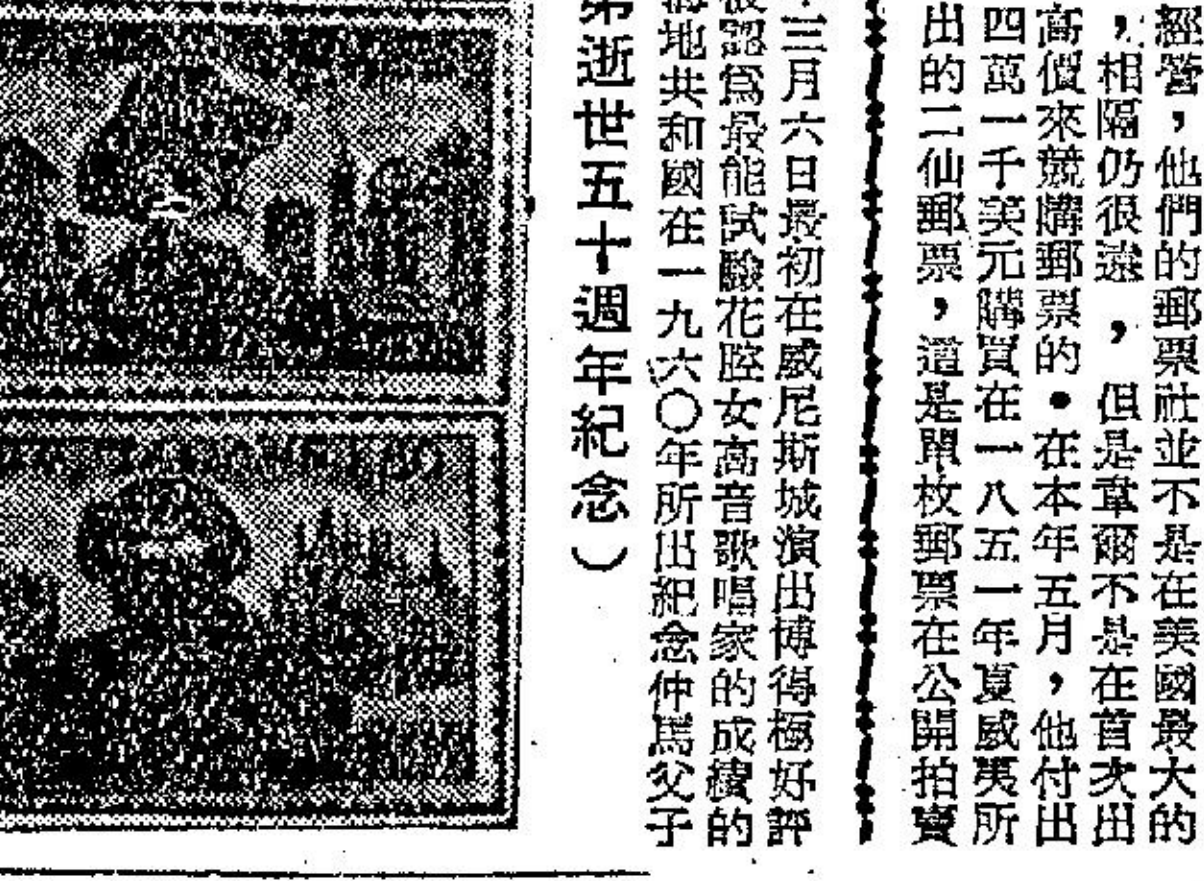 經營，他們的郵票社並不是在美國最大的
，相隔仍很遠，但是韋爾不是在首次出
高價來競購郵票的•在本年五月，他付出
四萬一千美元購買在一八五一年夏威夷所
出的二仙郵票，這是單枚郵票在公開拍賣
三月六日最初在威尼斯城演出博得極好評
被認爲最能試驗花腔女高音歌唱家的成績的
地共和國在一九六〇年所出紀念仲馬父子
弟逝世五十週年紀念）